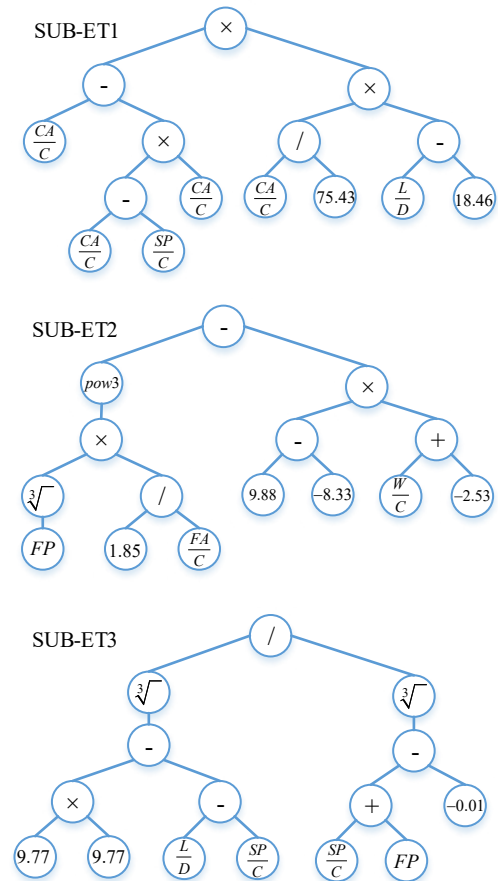 SUB-ET1
×
- ×
CA/C × / -
- CA/C CA/C 75.43 L/D 18.46
CA/C SP/C
SUB-ET2
-
pow3 ×
× - +
∛ / 9.88 −8.33 W/C −2.53
FP 1.85 FA/C
SUB-ET3
/
∛ ∛
- -
× - + −0.01
9.77 9.77 L/D SP/C SP/C FP